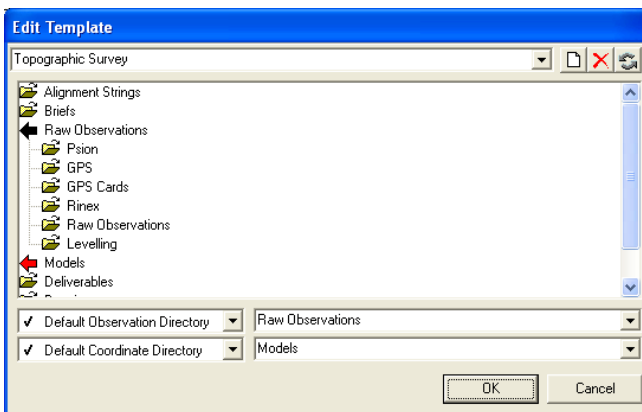 Edit Template
Topographic Survey
Alignment Strings
Briefs
Raw Observations
Psion
GPS
GPS Cards
Rinex
Raw Observations
Levelling
Models
Deliverables
Default Observation Directory Raw Observations
Default Coordinate Directory Models
OK Cancel